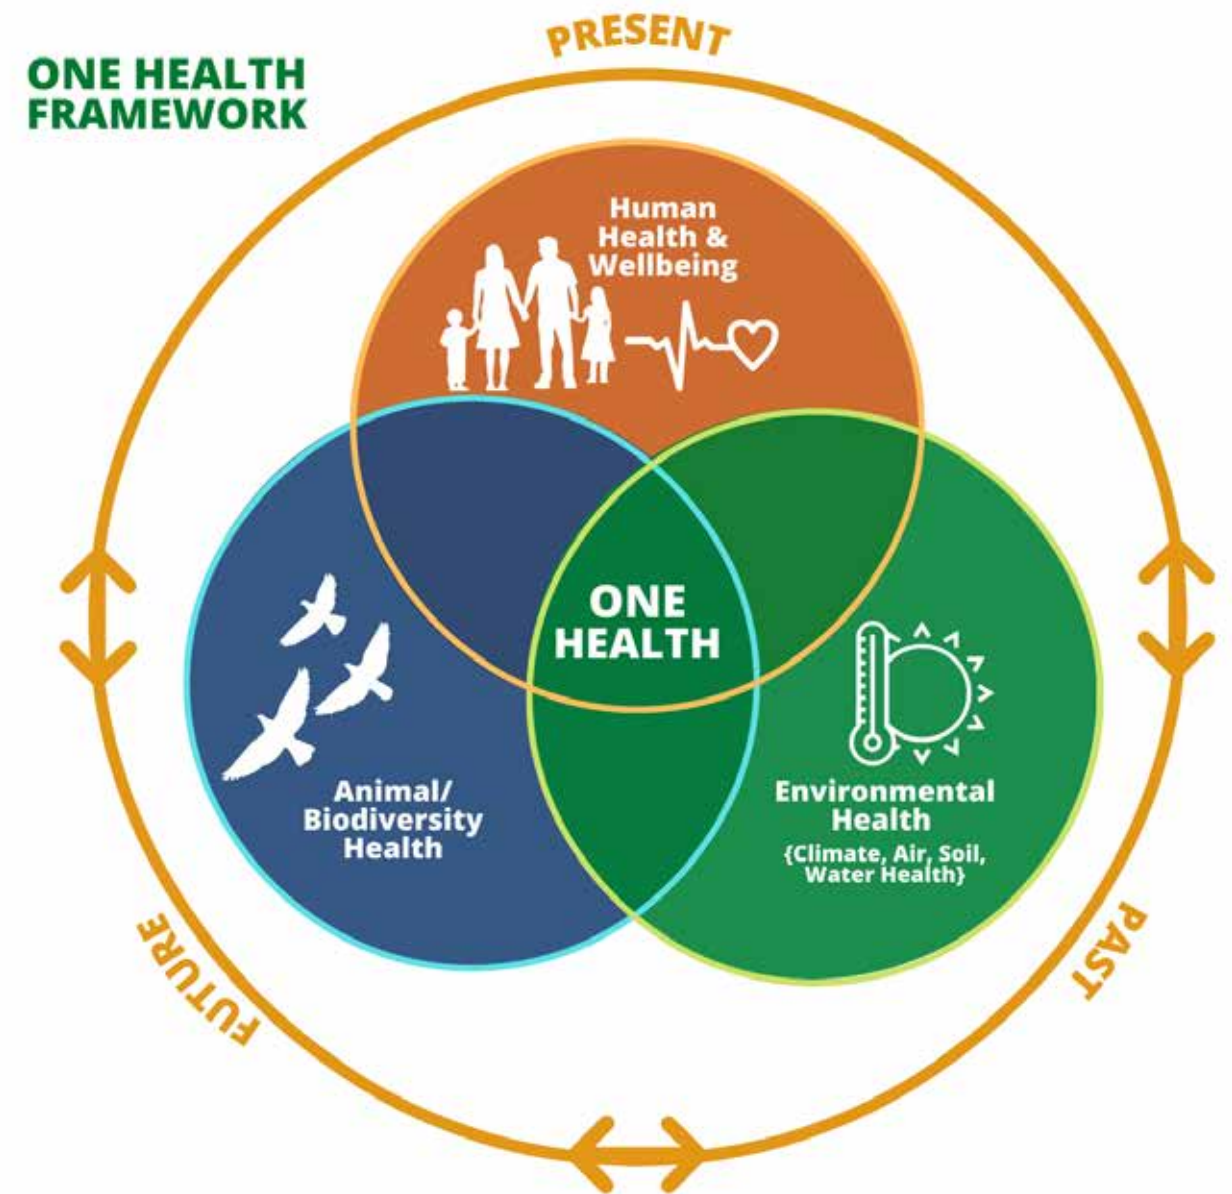 PRESENT
ONE HEALTH
FRAMEWORK
Human
Health &
Wellbeing
ONE
HEALTH
Animal/
Biodiversity
Health
Environmental
Health
{Climate, Air, Soil,
Water Health}
FUTURE
PAST